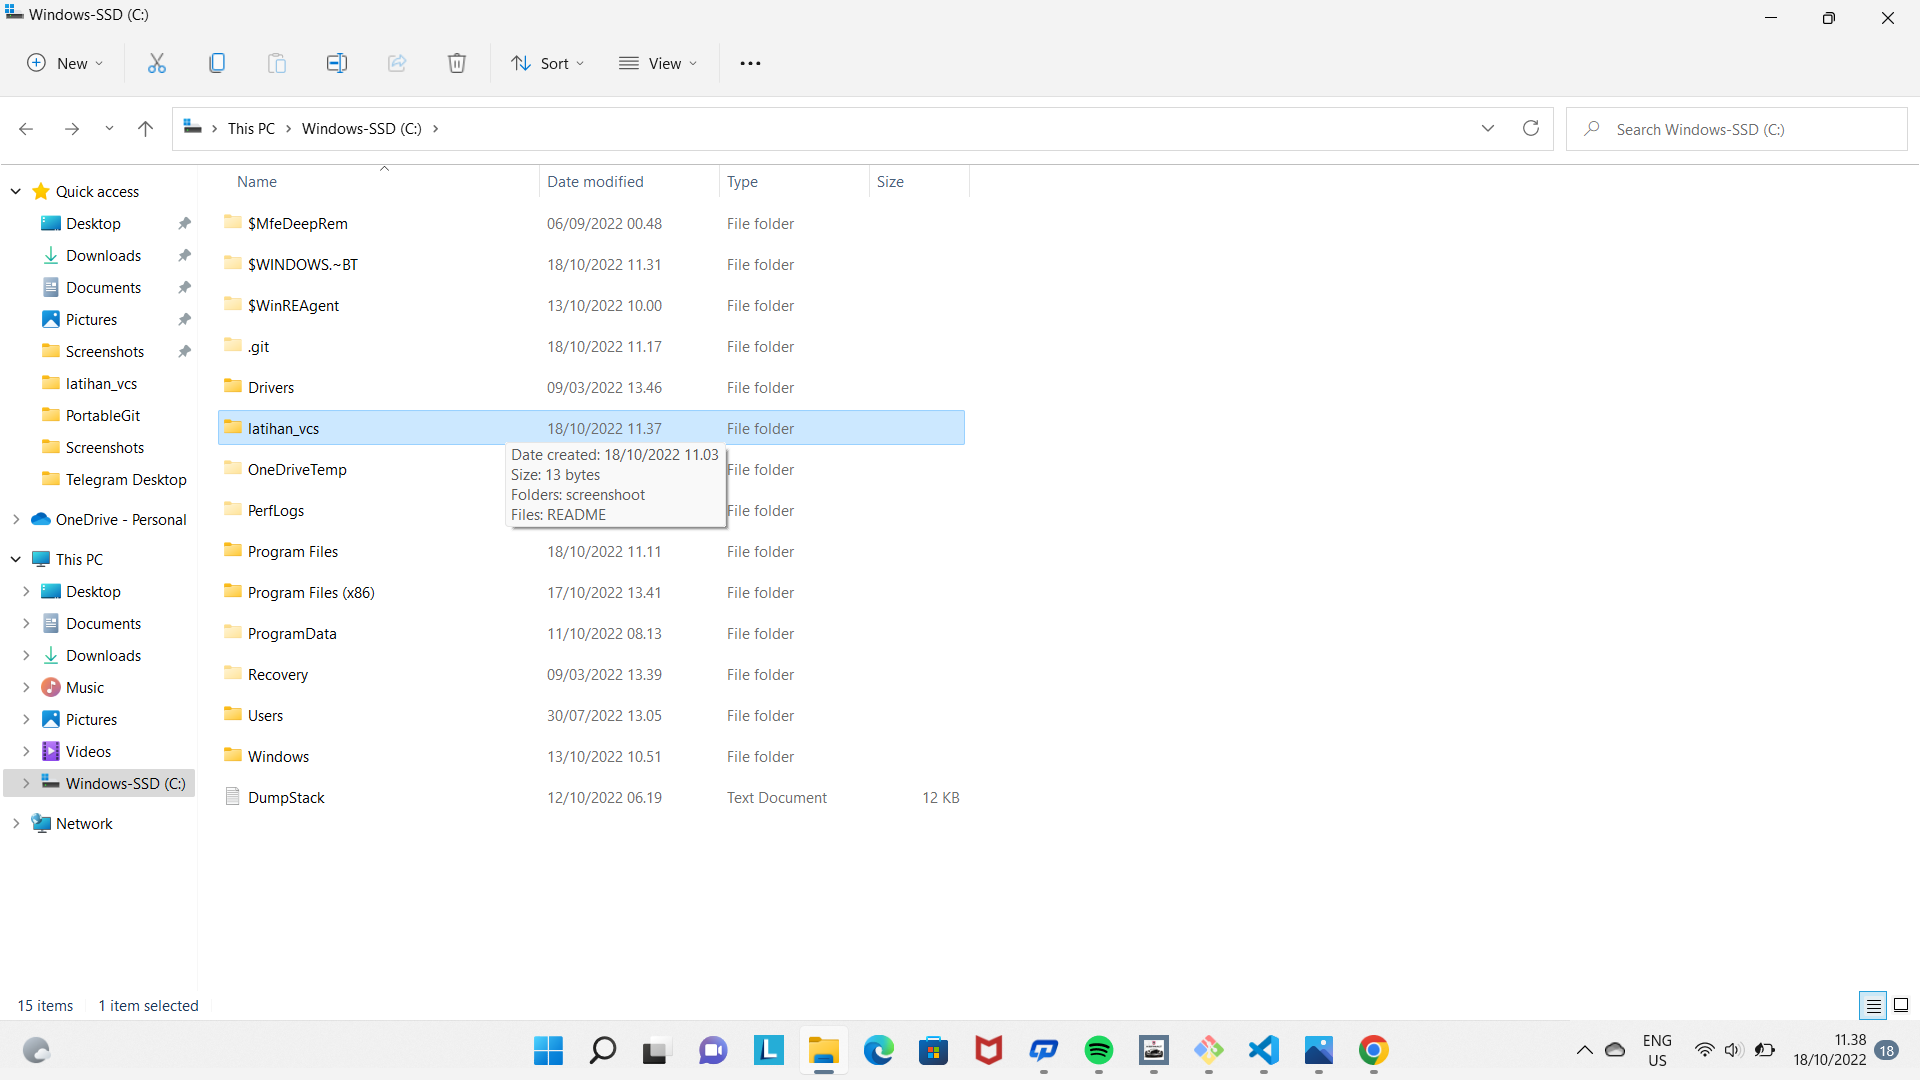 Windows-SSD (C:)
New
Sort
View
This PC
Windows-SSD (C:)
Search Windows-SSD (C:)
Name Date modified Type Size
Quick access
Desktop
Downloads
Documents
Pictures
Screenshots
latihan_vcs
PortableGit
Screenshots
Telegram Desktop
OneDrive - Personal
This PC
Desktop
Documents
Downloads
Music
Pictures
Videos
Windows-SSD (C:)
Network
$MfeDeepRem 06/09/2022 00.48 File folder
$WINDOWS.~BT 18/10/2022 11.31 File folder
$WinREAgent 13/10/2022 10.00 File folder
.git 18/10/2022 11.17 File folder
Drivers 09/03/2022 13.46 File folder
latihan_vcs 18/10/2022 11.37 File folder
OneDriveTemp File folder
PerfLogs File folder
Date created: 18/10/2022 11.03
Size: 13 bytes
Folders: screenshoot
Files: README
Program Files 18/10/2022 11.11 File folder
Program Files (x86) 17/10/2022 13.41 File folder
ProgramData 11/10/2022 08.13 File folder
Recovery 09/03/2022 13.39 File folder
Users 30/07/2022 13.05 File folder
Windows 13/10/2022 10.51 File folder
DumpStack 12/10/2022 06.19 Text Document 12 KB
15 items 1 item selected
L
ENG
US
11.38
18/10/2022
18